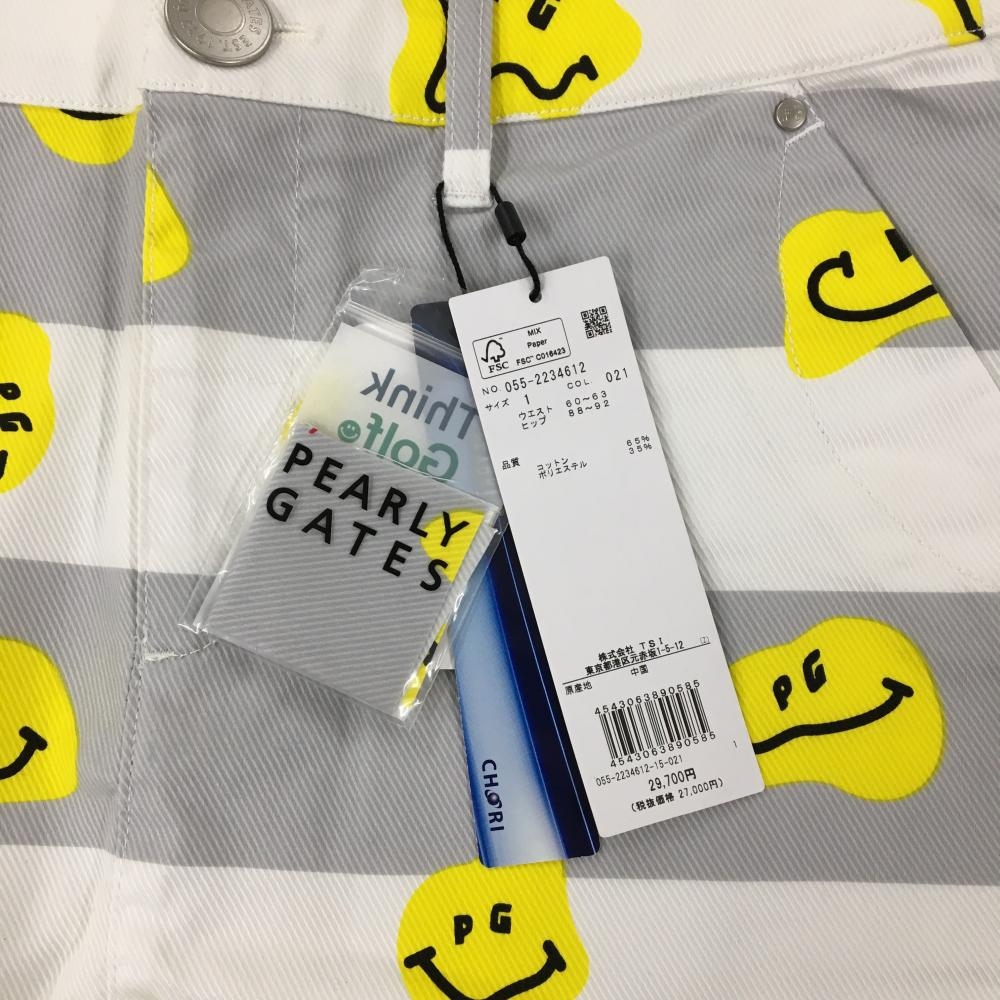 PG
MIX
Paper
FSC
FSC™ C016423
NO. 055-2234612
COL. 021
サイズ 1
ウエスト 60~63
ヒップ 88~92
品質 コットン 65%
ポリエステル 35%
Think
Golf
PEARLY
GATES
株式会社 TSI
東京都港区元赤坂1-5-12 (Z)
原産地 中国
4543063890585
4543063890585
055-2234612-15-021 1
29,700円
(税抜価格 27,000円)
CHORI
PG
PG